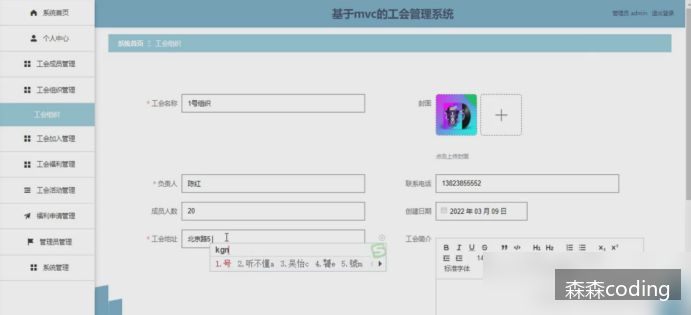 基于mvc的工会管理系统
管理员 admin 退出登录
系统首页
个人中心
工会成员管理
工会组织管理
工会组织
工会加入管理
工会福利管理
工会活动管理
福利申请管理
管理员管理
系统管理
系统首页 工会组织
* 工会名称 1号组织
封面
点击上传封面
* 负责人 陈红
联系电话 13823855552
成员人数 20
创建日期 2022 年 03 月 09 日
* 工会地址 北京路5
工会简介
kgn
1.号 2.听不懂a 3.吴怡c
B I U S " </> H1 H2 X₂ X²
14
标准字体
森森coding